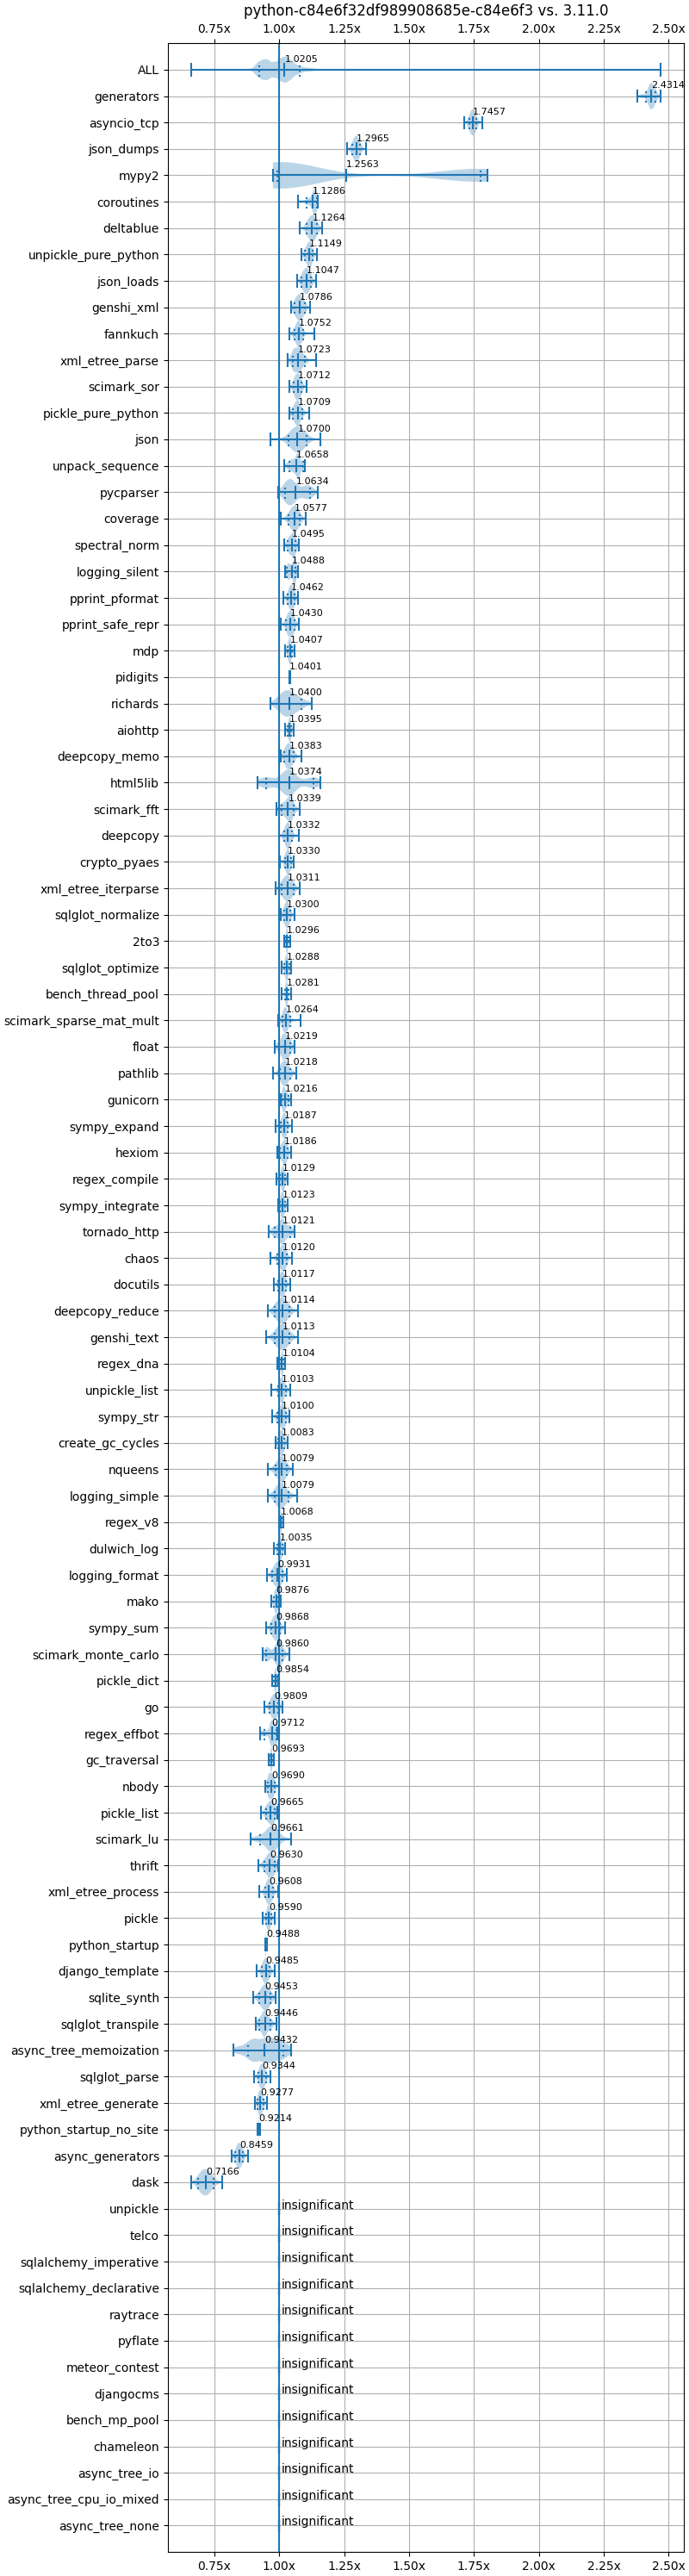 python-c84e6f32df989908685e-c84e6f3 vs. 3.11.0
0.75x 1.00x 1.25x 1.50x 1.75x 2.00x 2.25x 2.50x
ALL 1.0205
generators 2.4314
asyncio_tcp 1.7457
json_dumps 1.2965
mypy2 1.2563
coroutines 1.1286
deltablue 1.1264
unpickle_pure_python 1.1149
json_loads 1.1047
genshi_xml 1.0786
fannkuch 1.0752
xml_etree_parse 1.0723
scimark_sor 1.0712
pickle_pure_python 1.0709
json 1.0700
unpack_sequence 1.0658
pycparser 1.0634
coverage 1.0577
spectral_norm 1.0495
logging_silent 1.0488
pprint_pformat 1.0462
pprint_safe_repr 1.0430
mdp 1.0407
pidigits 1.0401
richards 1.0400
aiohttp 1.0395
deepcopy_memo 1.0383
html5lib 1.0374
scimark_fft 1.0339
deepcopy 1.0332
crypto_pyaes 1.0330
xml_etree_iterparse 1.0311
sqlglot_normalize 1.0300
2to3 1.0296
sqlglot_optimize 1.0288
bench_thread_pool 1.0281
scimark_sparse_mat_mult 1.0264
float 1.0219
pathlib 1.0218
gunicorn 1.0216
sympy_expand 1.0187
hexiom 1.0186
regex_compile 1.0129
sympy_integrate 1.0123
tornado_http 1.0121
chaos 1.0120
docutils 1.0117
deepcopy_reduce 1.0114
genshi_text 1.0113
regex_dna 1.0104
unpickle_list 1.0103
sympy_str 1.0100
create_gc_cycles 1.0083
nqueens 1.0079
logging_simple 1.0079
regex_v8 1.0068
dulwich_log 1.0035
logging_format 0.9931
mako 0.9876
sympy_sum 0.9868
scimark_monte_carlo 0.9860
pickle_dict 0.9854
go 0.9809
regex_effbot 0.9712
gc_traversal 0.9693
nbody 0.9690
pickle_list 0.9665
scimark_lu 0.9661
thrift 0.9630
xml_etree_process 0.9608
pickle 0.9590
python_startup 0.9488
django_template 0.9485
sqlite_synth 0.9453
sqlglot_transpile 0.9446
async_tree_memoization 0.9432
sqlglot_parse 0.9344
xml_etree_generate 0.9277
python_startup_no_site 0.9214
async_generators 0.8459
dask 0.7166
unpickle insignificant
telco insignificant
sqlalchemy_imperative insignificant
sqlalchemy_declarative insignificant
raytrace insignificant
pyflate insignificant
meteor_contest insignificant
djangocms insignificant
bench_mp_pool insignificant
chameleon insignificant
async_tree_io insignificant
async_tree_cpu_io_mixed insignificant
async_tree_none insignificant
0.75x 1.00x 1.25x 1.50x 1.75x 2.00x 2.25x 2.50x